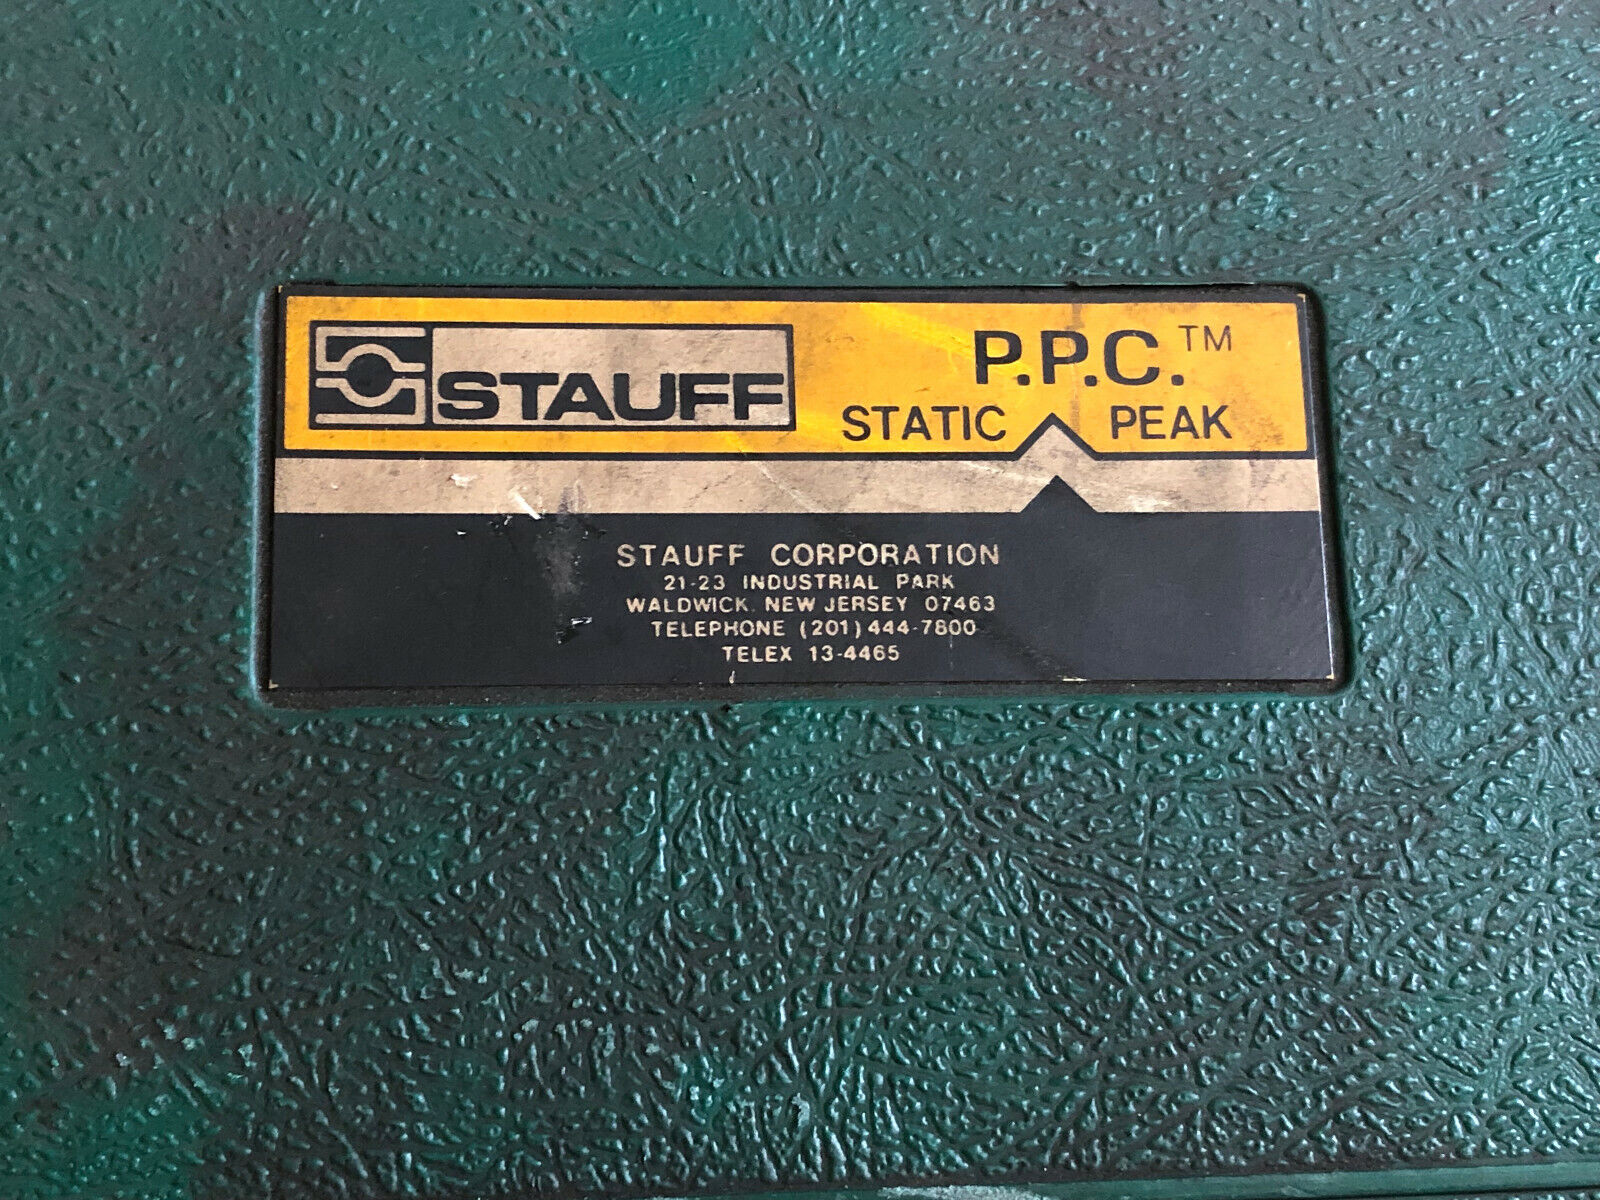 STAUFF
P.P.C.™
STATIC PEAK
STAUFF CORPORATION
21-23 INDUSTRIAL PARK
WALDWICK, NEW JERSEY 07463
TELEPHONE (201) 444-7800
TELEX 13-4465